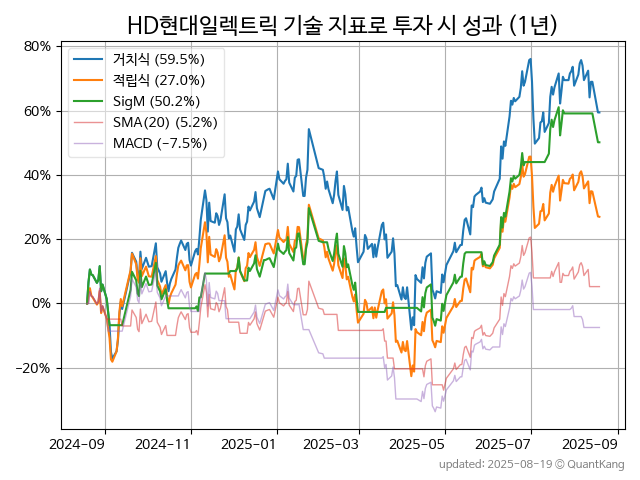 HD현대일렉트릭 기술 지표로 투자 시 성과 (1년)
80%
60%
40%
20%
0%
−20%
거치식 (59.5%)
적립식 (27.0%)
SigM (50.2%)
SMA(20) (5.2%)
MACD (−7.5%)
2024-09 2024-11 2025-01 2025-03 2025-05 2025-07 2025-09
updated: 2025-08-19 © QuantKang